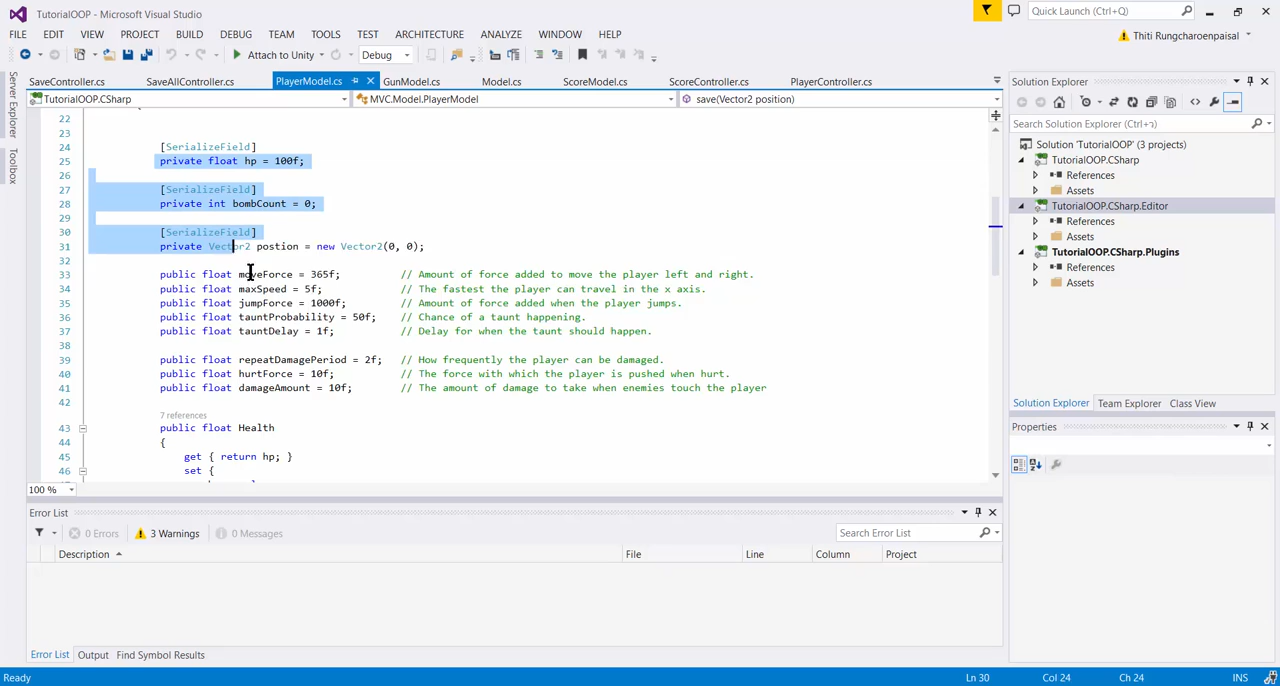 TutorialOOP - Microsoft Visual Studio
Quick Launch (Ctrl+Q)
FILE EDIT VIEW PROJECT BUILD DEBUG TEAM TOOLS TEST ARCHITECTURE ANALYZE WINDOW HELP
Thiti Rungcharoenpaisal
Attach to Unity Debug
Server Explorer
Toolbox
SaveController.cs SaveAllController.cs PlayerModel.cs GunModel.cs Model.cs ScoreModel.cs ScoreController.cs PlayerController.cs
TutorialOOP.CSharp MVC.Model.PlayerModel save(Vector2 position)
22
23
24 [SerializeField]
25 private float hp = 100f;
26
27 [SerializeField]
28 private int bombCount = 0;
29
30 [SerializeField]
31 private Vector2 postion = new Vector2(0, 0);
32
33 public float moveForce = 365f; // Amount of force added to move the player left and right.
34 public float maxSpeed = 5f; // The fastest the player can travel in the x axis.
35 public float jumpForce = 1000f; // Amount of force added when the player jumps.
36 public float tauntProbability = 50f; // Chance of a taunt happening.
37 public float tauntDelay = 1f; // Delay for when the taunt should happen.
38
39 public float repeatDamagePeriod = 2f; // How frequently the player can be damaged.
40 public float hurtForce = 10f; // The force with which the player is pushed when hurt.
41 public float damageAmount = 10f; // The amount of damage to take when enemies touch the player
42
7 references
43 public float Health
44 {
45 get { return hp; }
46 set {
100 %
Solution Explorer
Search Solution Explorer (Ctrl+ว)
Solution 'TutorialOOP' (3 projects)
TutorialOOP.CSharp
References
Assets
TutorialOOP.CSharp.Editor
References
Assets
TutorialOOP.CSharp.Plugins
References
Assets
Solution Explorer Team Explorer Class View
Properties
Error List
0 Errors 3 Warnings 0 Messages
Search Error List
Description File Line Column Project
Error List Output Find Symbol Results
Ready Ln 30 Col 24 Ch 24 INS